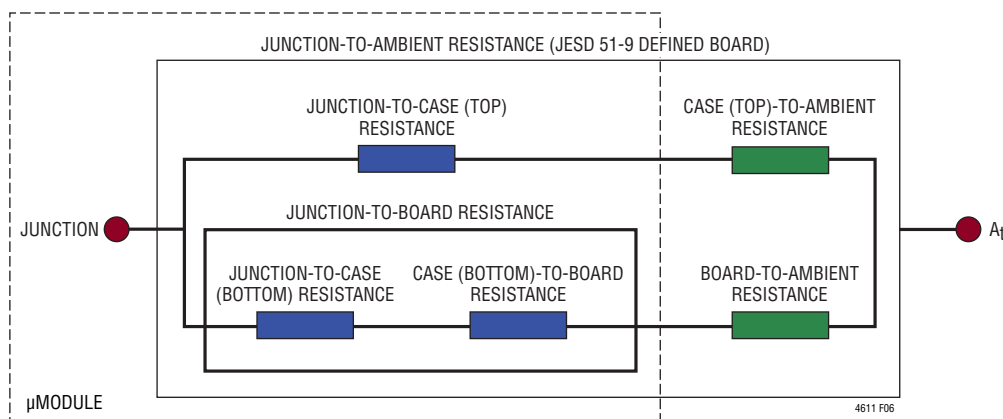 JUNCTION-TO-AMBIENT RESISTANCE (JESD 51-9 DEFINED BOARD)
JUNCTION-TO-CASE (TOP)
RESISTANCE
CASE (TOP)-TO-AMBIENT
RESISTANCE
JUNCTION
JUNCTION-TO-BOARD RESISTANCE
At
JUNCTION-TO-CASE
(BOTTOM) RESISTANCE
CASE (BOTTOM)-TO-BOARD
RESISTANCE
BOARD-TO-AMBIENT
RESISTANCE
µMODULE
4611 F06